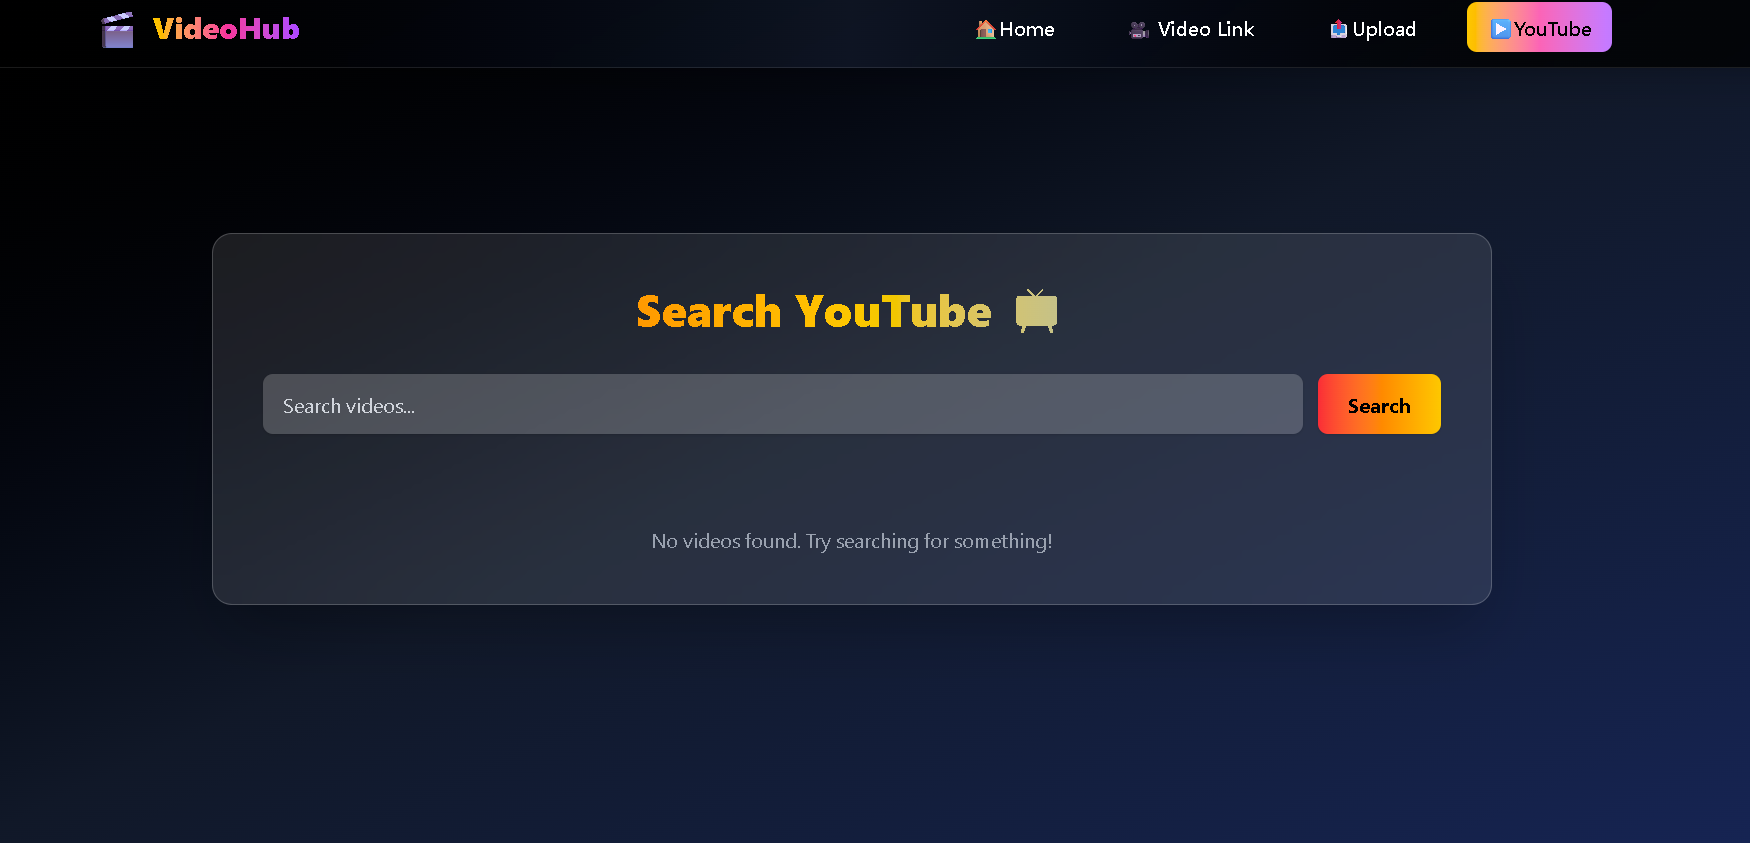 VideoHub
Home
Video Link
Upload
YouTube
Search YouTube
Search videos...
Search
No videos found. Try searching for something!